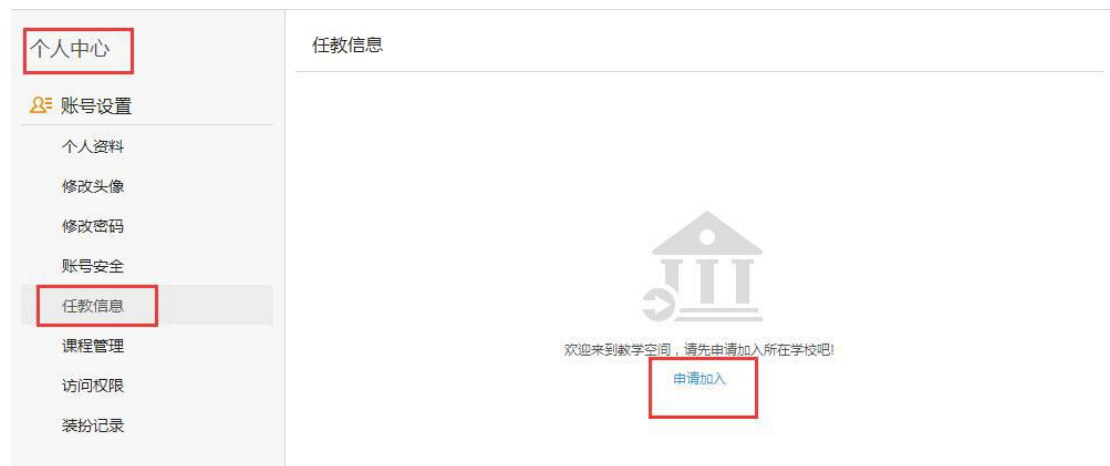 个人中心
账号设置
个人资料
修改头像
修改密码
账号安全
任教信息
课程管理
访问权限
装扮记录
任教信息
欢迎来到教学空间，请先申请加入所在学校吧!
申请加入